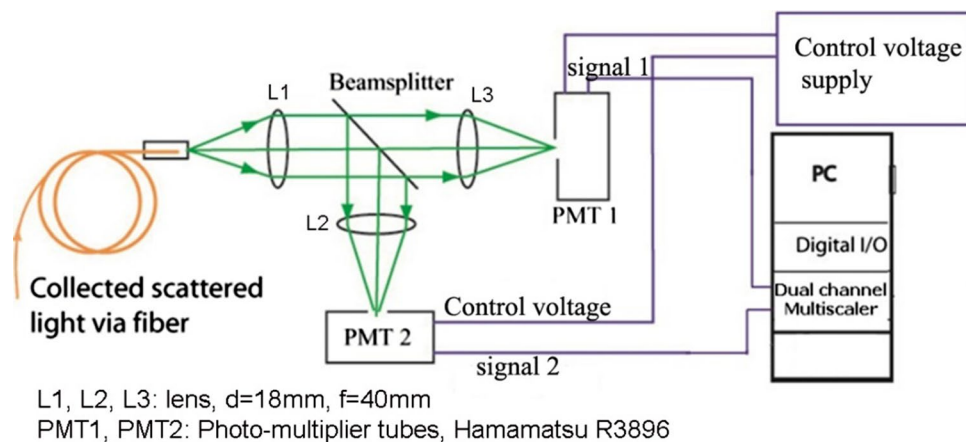 Control voltage
supply
signal 1
Beamsplitter
L1
L3
PMT 1
PC
Digital I/O
Dual channel
Multiscaler
L2
Collected scattered
light via fiber
PMT 2
Control voltage
signal 2
L1, L2, L3: lens, d=18mm, f=40mm
PMT1, PMT2: Photo-multiplier tubes, Hamamatsu R3896